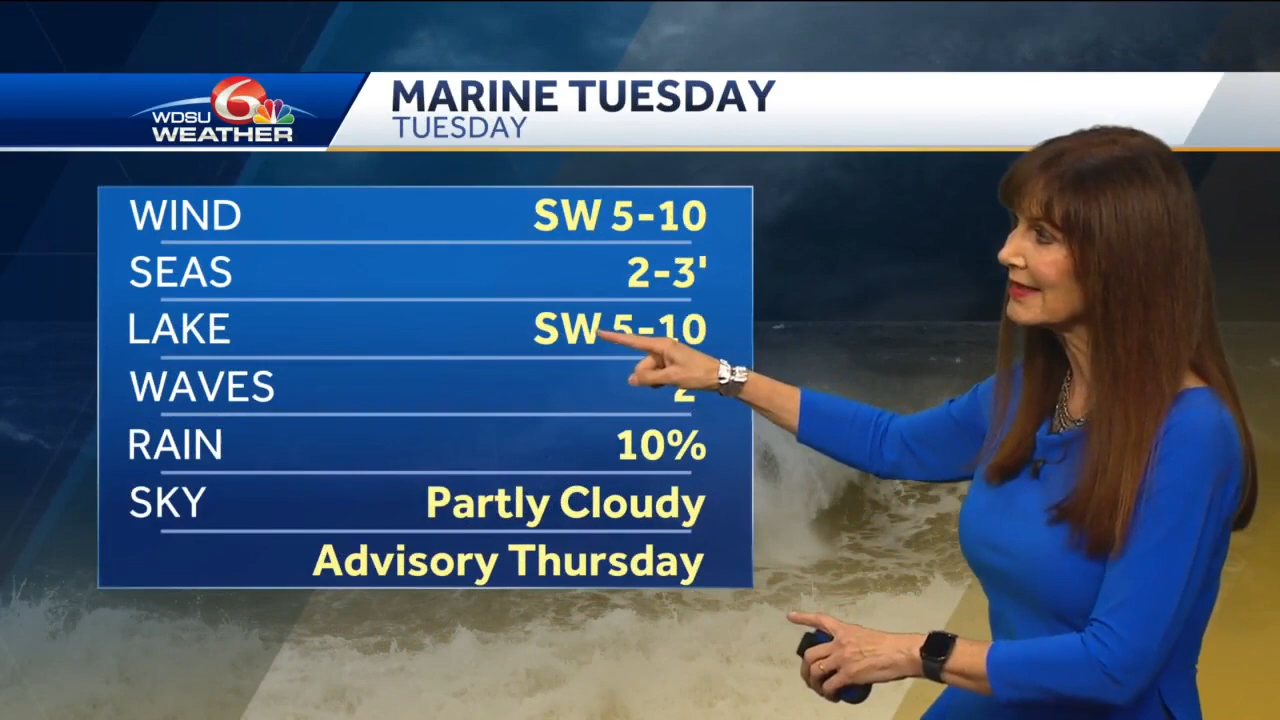 MARINE TUESDAY
TUESDAY
WDSU 6
WEATHER
WIND SW 5-10
SEAS 2-3'
LAKE SW 5-10
WAVES 2
RAIN 10%
SKY Partly Cloudy
Advisory Thursday